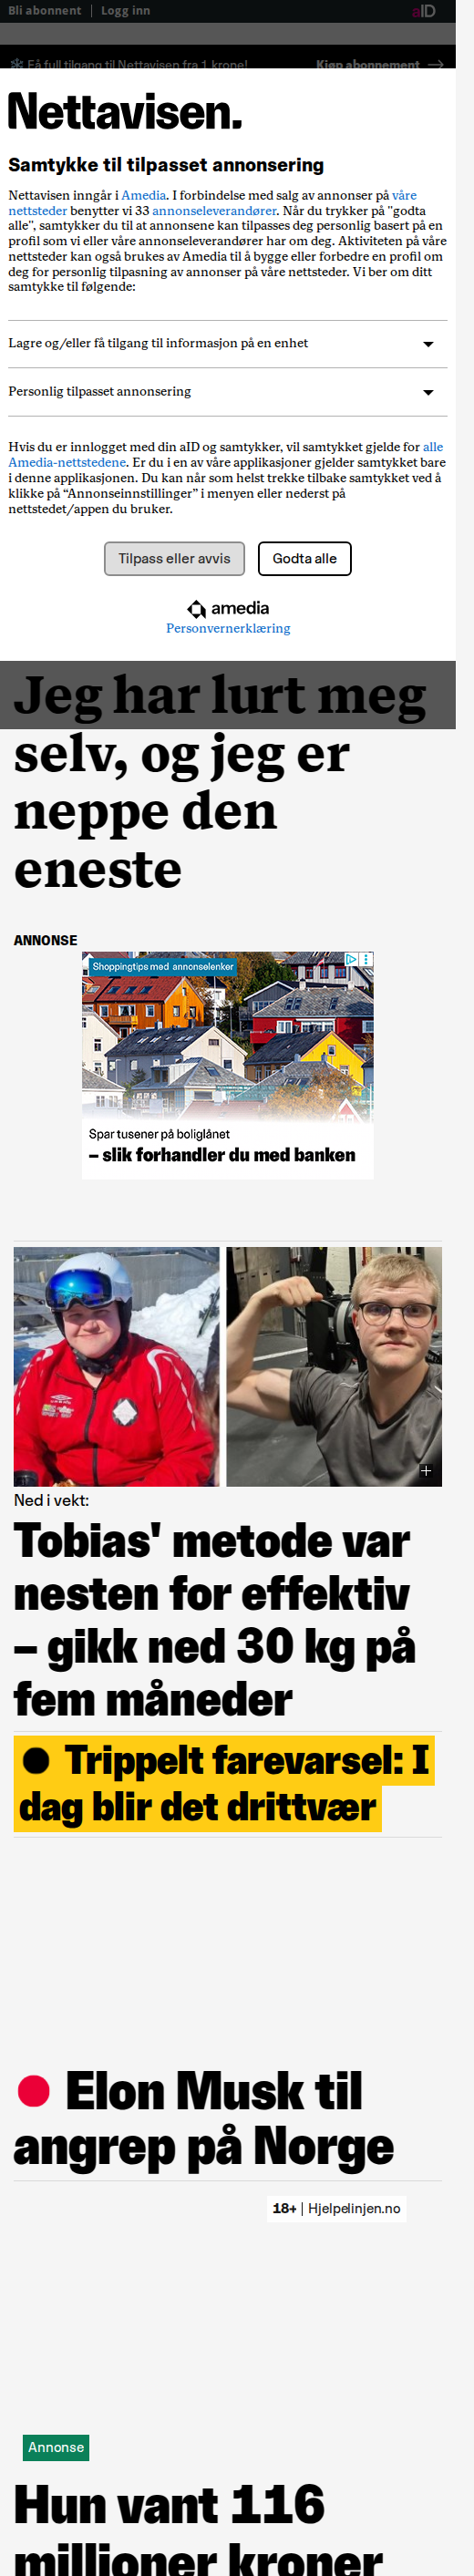 Bli abonnent | Logg inn
aID
Få full tilgang til Nettavisen fra 1 krone! Kjøp abonnement →
Nettavisen.
Samtykke til tilpasset annonsering
Nettavisen inngår i Amedia. I forbindelse med salg av annonser på våre
nettsteder benytter vi 33 annonseleverandører. Når du trykker på "godta
alle", samtykker du til at annonsene kan tilpasses deg personlig basert på en
profil som vi eller våre annonseleverandører har om deg. Aktiviteten på våre
nettsteder kan også brukes av Amedia til å bygge eller forbedre en profil om
deg for personlig tilpasning av annonser på våre nettsteder. Vi ber om ditt
samtykke til følgende:
Lagre og/eller få tilgang til informasjon på en enhet
Personlig tilpasset annonsering
Hvis du er innlogget med din aID og samtykker, vil samtykket gjelde for alle
Amedia-nettstedene. Er du i en av våre applikasjoner gjelder samtykket bare
i denne applikasjonen. Du kan når som helst trekke tilbake samtykket ved å
klikke på “Annonseinnstillinger” i menyen eller nederst på
nettstedet/appen du bruker.
Tilpass eller avvis
Godta alle
amedia
Personvernerklæring
Jeg har lurt meg
selv, og jeg er
neppe den
eneste
ANNONSE
Shoppingtips med annonselenker
Spar tusener på boliglånet
– slik forhandler du med banken
Ned i vekt:
Tobias' metode var
nesten for effektiv
– gikk ned 30 kg på
fem måneder
Trippelt farevarsel: I
dag blir det drittvær
Elon Musk til
angrep på Norge
18+ | Hjelpelinjen.no
Annonse
Hun vant 116
millioner kroner